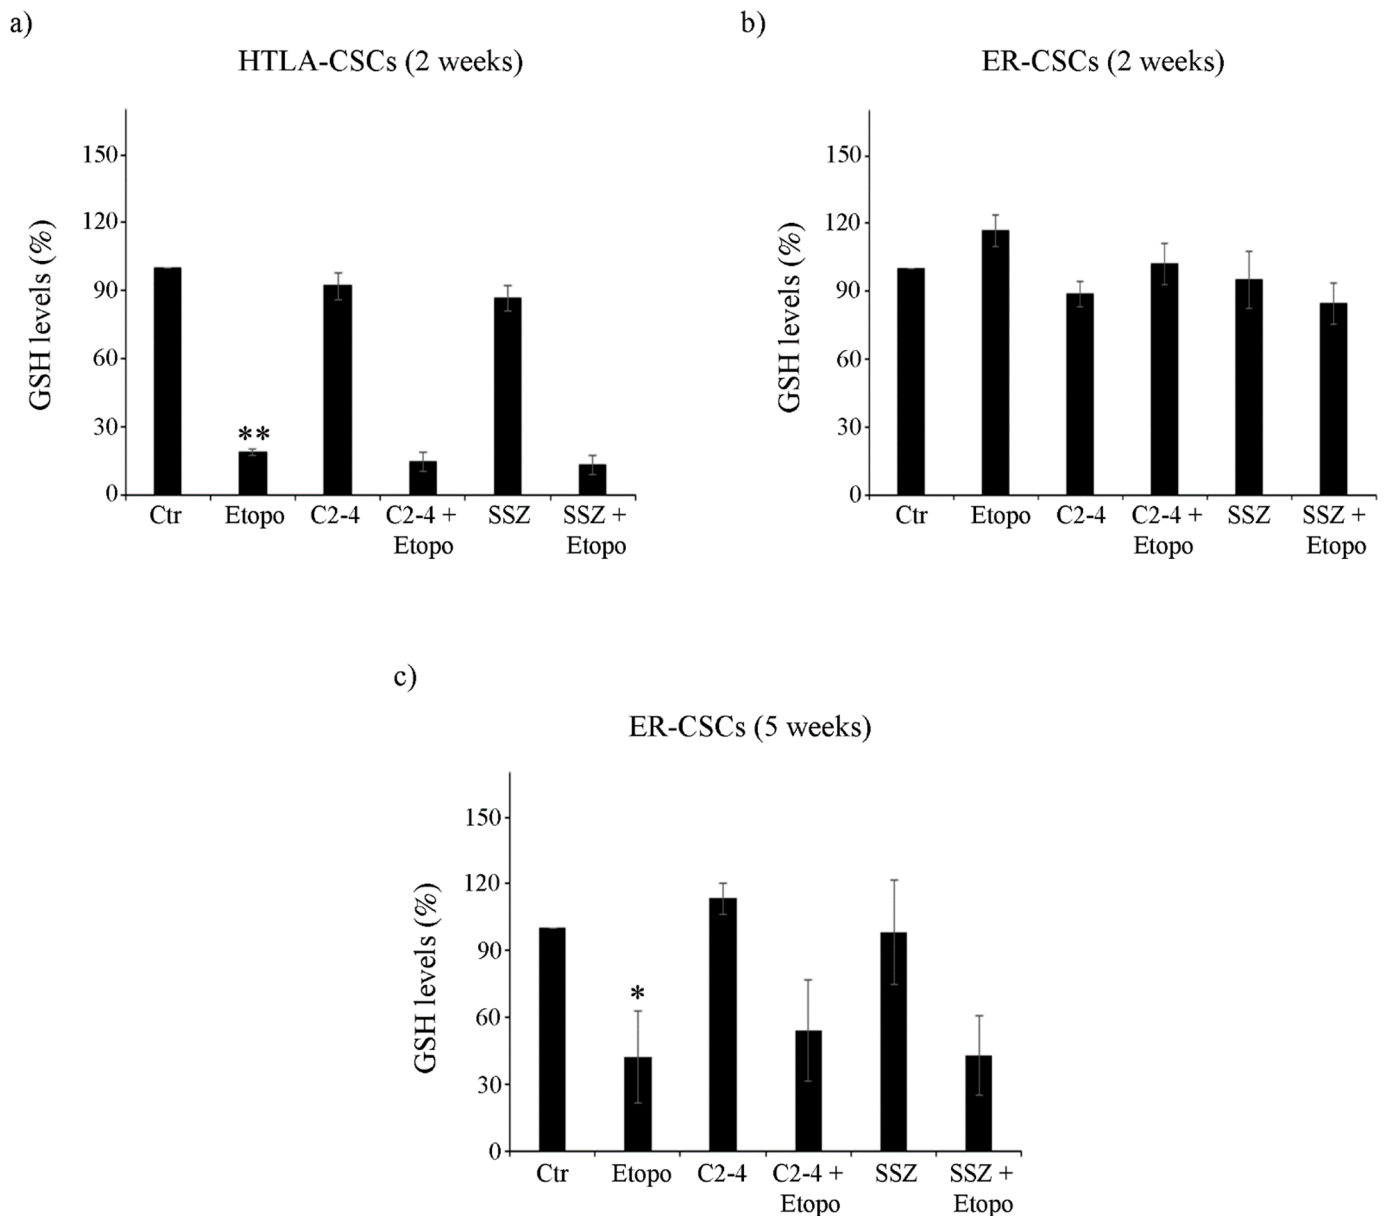 a)
HTLA-CSCs (2 weeks)
GSH levels (%)
150
120
90
60
30
0
**
Ctr Etopo C2-4 C2-4 + SSZ SSZ +
Etopo Etopo
b)
ER-CSCs (2 weeks)
GSH levels (%)
150
120
90
60
30
0
Ctr Etopo C2-4 C2-4 + SSZ SSZ +
Etopo Etopo
c)
ER-CSCs (5 weeks)
GSH levels (%)
150
120
90
60
30
0
*
Ctr Etopo C2-4 C2-4 + SSZ SSZ +
Etopo Etopo